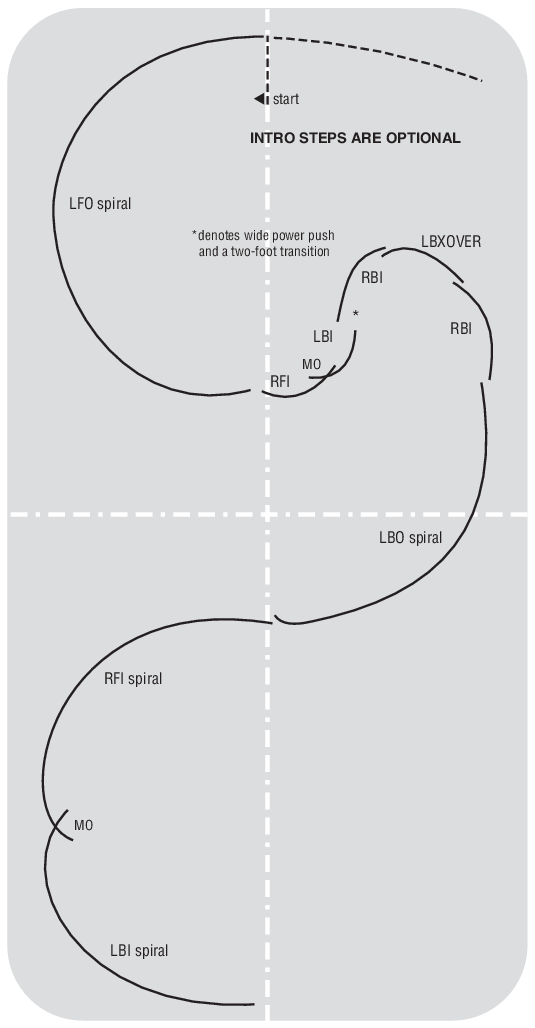 start
INTRO STEPS ARE OPTIONAL
LFO spiral
*denotes wide power push
and a two-foot transition
LBXOVER
RBI
*
RBI
LBI
MO
RFI
LBO spiral
RFI spiral
MO
LBI spiral